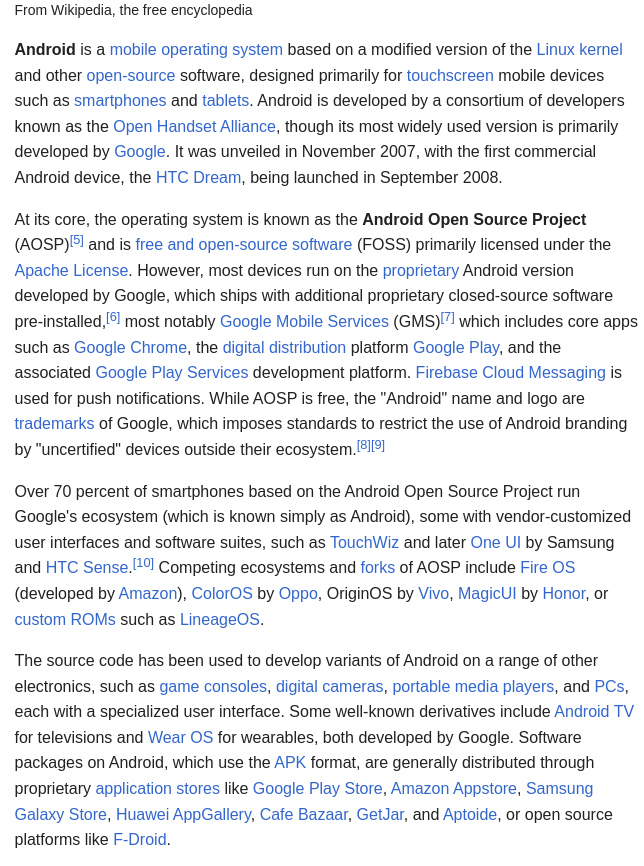 From Wikipedia, the free encyclopedia
Android is a mobile operating system based on a modified version of the Linux kernel
and other open-source software, designed primarily for touchscreen mobile devices
such as smartphones and tablets. Android is developed by a consortium of developers
known as the Open Handset Alliance, though its most widely used version is primarily
developed by Google. It was unveiled in November 2007, with the first commercial
Android device, the HTC Dream, being launched in September 2008.
At its core, the operating system is known as the Android Open Source Project
(AOSP)[5] and is free and open-source software (FOSS) primarily licensed under the
Apache License. However, most devices run on the proprietary Android version
developed by Google, which ships with additional proprietary closed-source software
pre-installed,[6] most notably Google Mobile Services (GMS)[7] which includes core apps
such as Google Chrome, the digital distribution platform Google Play, and the
associated Google Play Services development platform. Firebase Cloud Messaging is
used for push notifications. While AOSP is free, the "Android" name and logo are
trademarks of Google, which imposes standards to restrict the use of Android branding
by "uncertified" devices outside their ecosystem.[8][9]
Over 70 percent of smartphones based on the Android Open Source Project run
Google's ecosystem (which is known simply as Android), some with vendor-customized
user interfaces and software suites, such as TouchWiz and later One UI by Samsung
and HTC Sense.[10] Competing ecosystems and forks of AOSP include Fire OS
(developed by Amazon), ColorOS by Oppo, OriginOS by Vivo, MagicUI by Honor, or
custom ROMs such as LineageOS.
The source code has been used to develop variants of Android on a range of other
electronics, such as game consoles, digital cameras, portable media players, and PCs,
each with a specialized user interface. Some well-known derivatives include Android TV
for televisions and Wear OS for wearables, both developed by Google. Software
packages on Android, which use the APK format, are generally distributed through
proprietary application stores like Google Play Store, Amazon Appstore, Samsung
Galaxy Store, Huawei AppGallery, Cafe Bazaar, GetJar, and Aptoide, or open source
platforms like F-Droid.